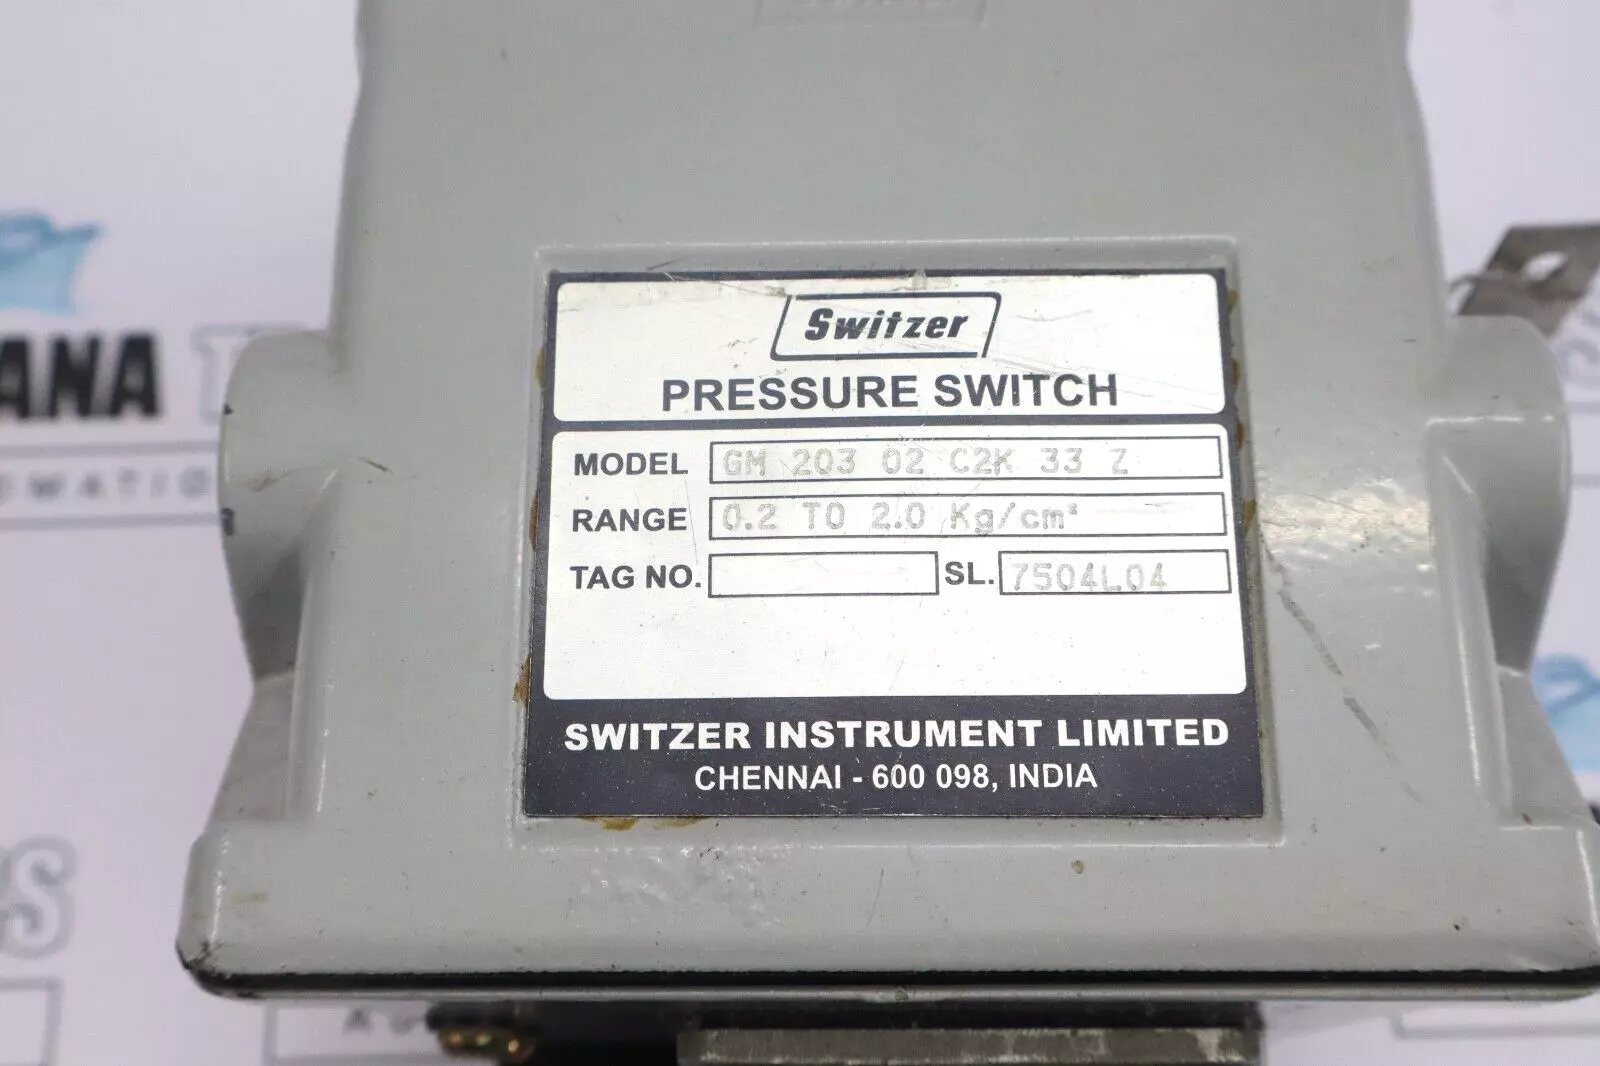 Switzer
PRESSURE SWITCH
MODEL GM 203 02 C2K 33 Z
RANGE 0.2 TO 2.0 Kg/cm²
TAG NO. SL. 7504L04
SWITZER INSTRUMENT LIMITED
CHENNAI - 600 098, INDIA
ANA